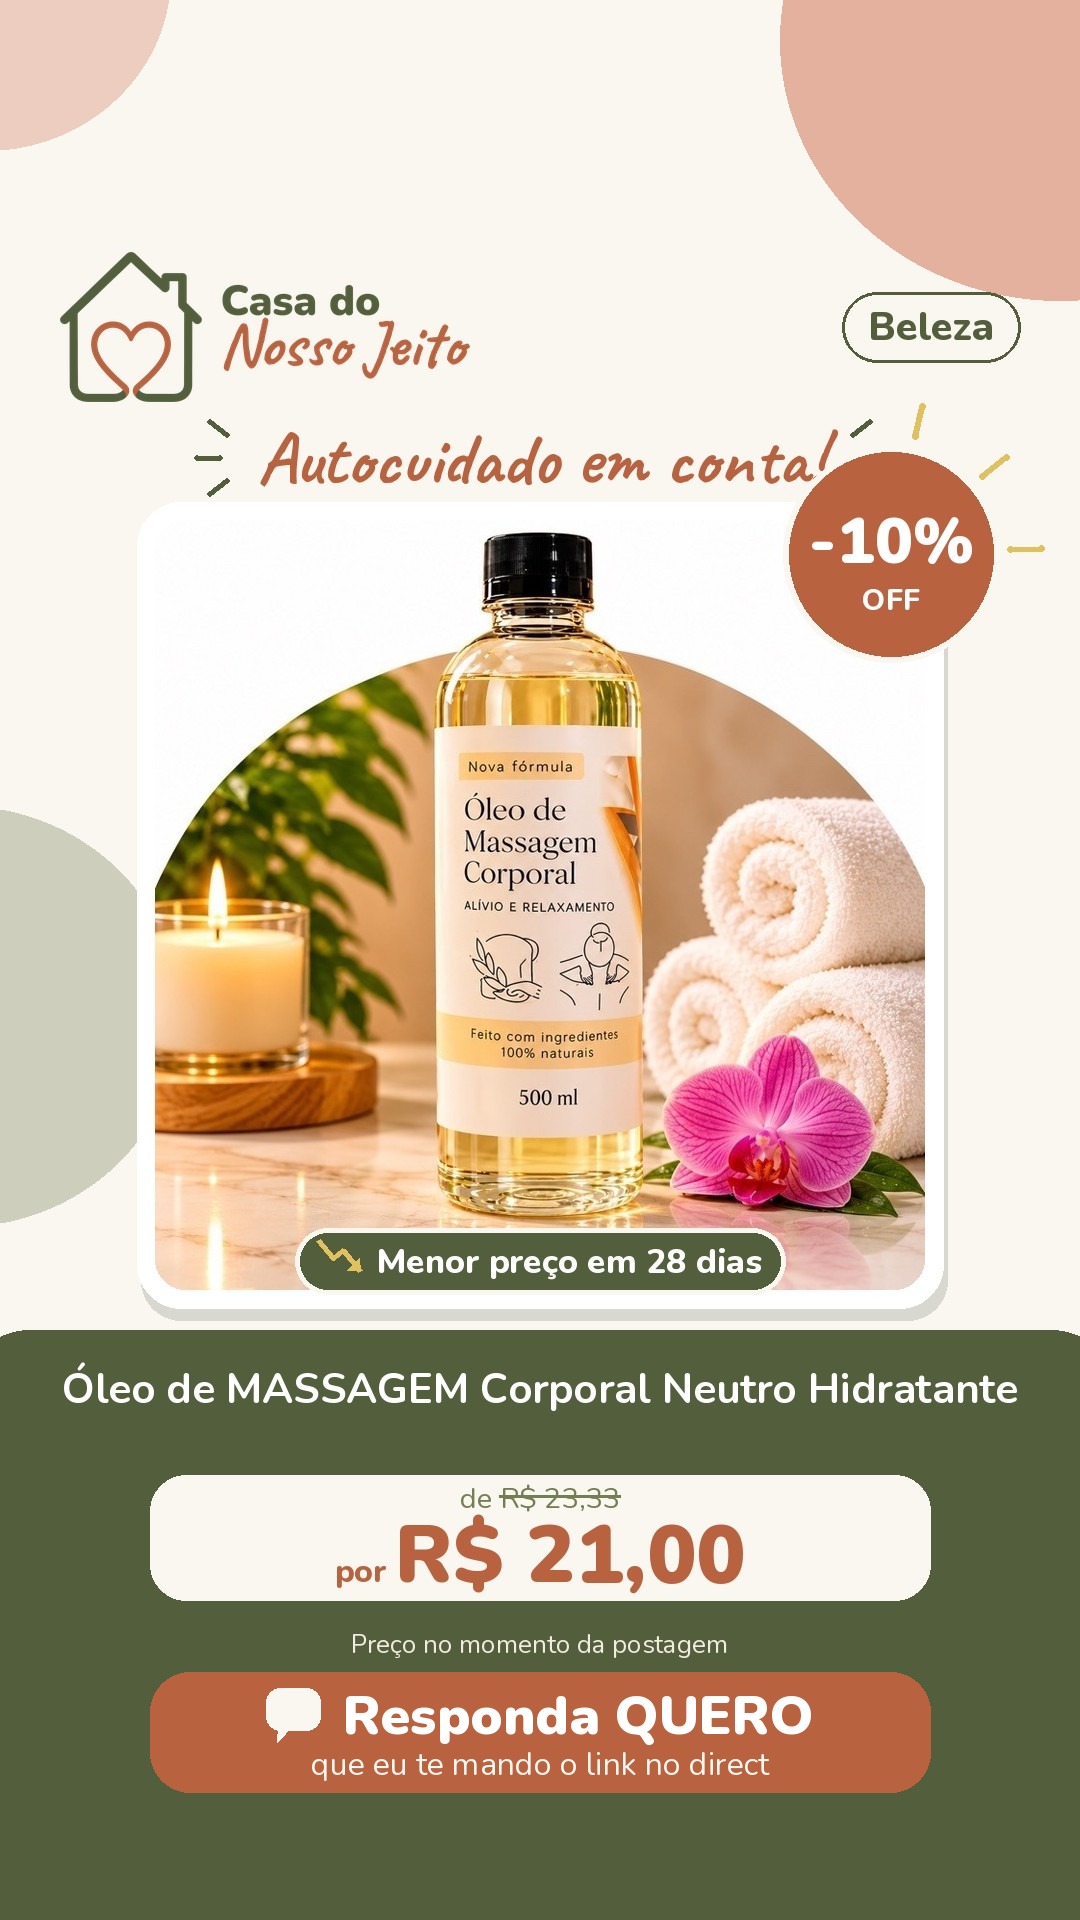 Casa do
Nosso Jeito
Beleza
Autocuidado em conta!
-10%
OFF
Nova fórmula
Óleo de
Massagem
Corporal
ALÍVIO E RELAXAMENTO
Feito com ingredientes
100% naturais
500 ml
Menor preço em 28 dias
Óleo de MASSAGEM Corporal Neutro Hidratante
de R$ 23,33
por R$ 21,00
Preço no momento da postagem
Responda QUERO
que eu te mando o link no direct